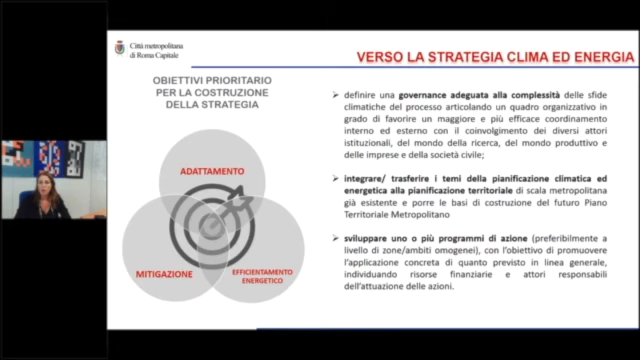 Città metropolitana
di Roma Capitale
VERSO LA STRATEGIA CLIMA ED ENERGIA
OBIETTIVI PRIORITARIO
PER LA COSTRUZIONE
DELLA STRATEGIA
ADATTAMENTO
MITIGAZIONE
EFFICIENTAMENTO
ENERGETICO
definire una governance adeguata alla complessità delle sfide
climatiche del processo articolando un quadro organizzativo in
grado di favorire un maggiore e più efficace coordinamento
interno ed esterno con il coinvolgimento dei diversi attori
istituzionali, del mondo della ricerca, del mondo produttivo e
delle imprese e della società civile;
integrare/ trasferire i temi della pianificazione climatica ed
energetica alla pianificazione territoriale di scala metropolitana
già esistente e porre le basi di costruzione del futuro Piano
Territoriale Metropolitano
sviluppare uno o più programmi di azione (preferibilmente a
livello di zone/ambiti omogenei), con l'obiettivo di promuovere
l'applicazione concreta di quanto previsto in linea generale,
individuando risorse finanziarie e attori responsabili
dell'attuazione delle azioni.